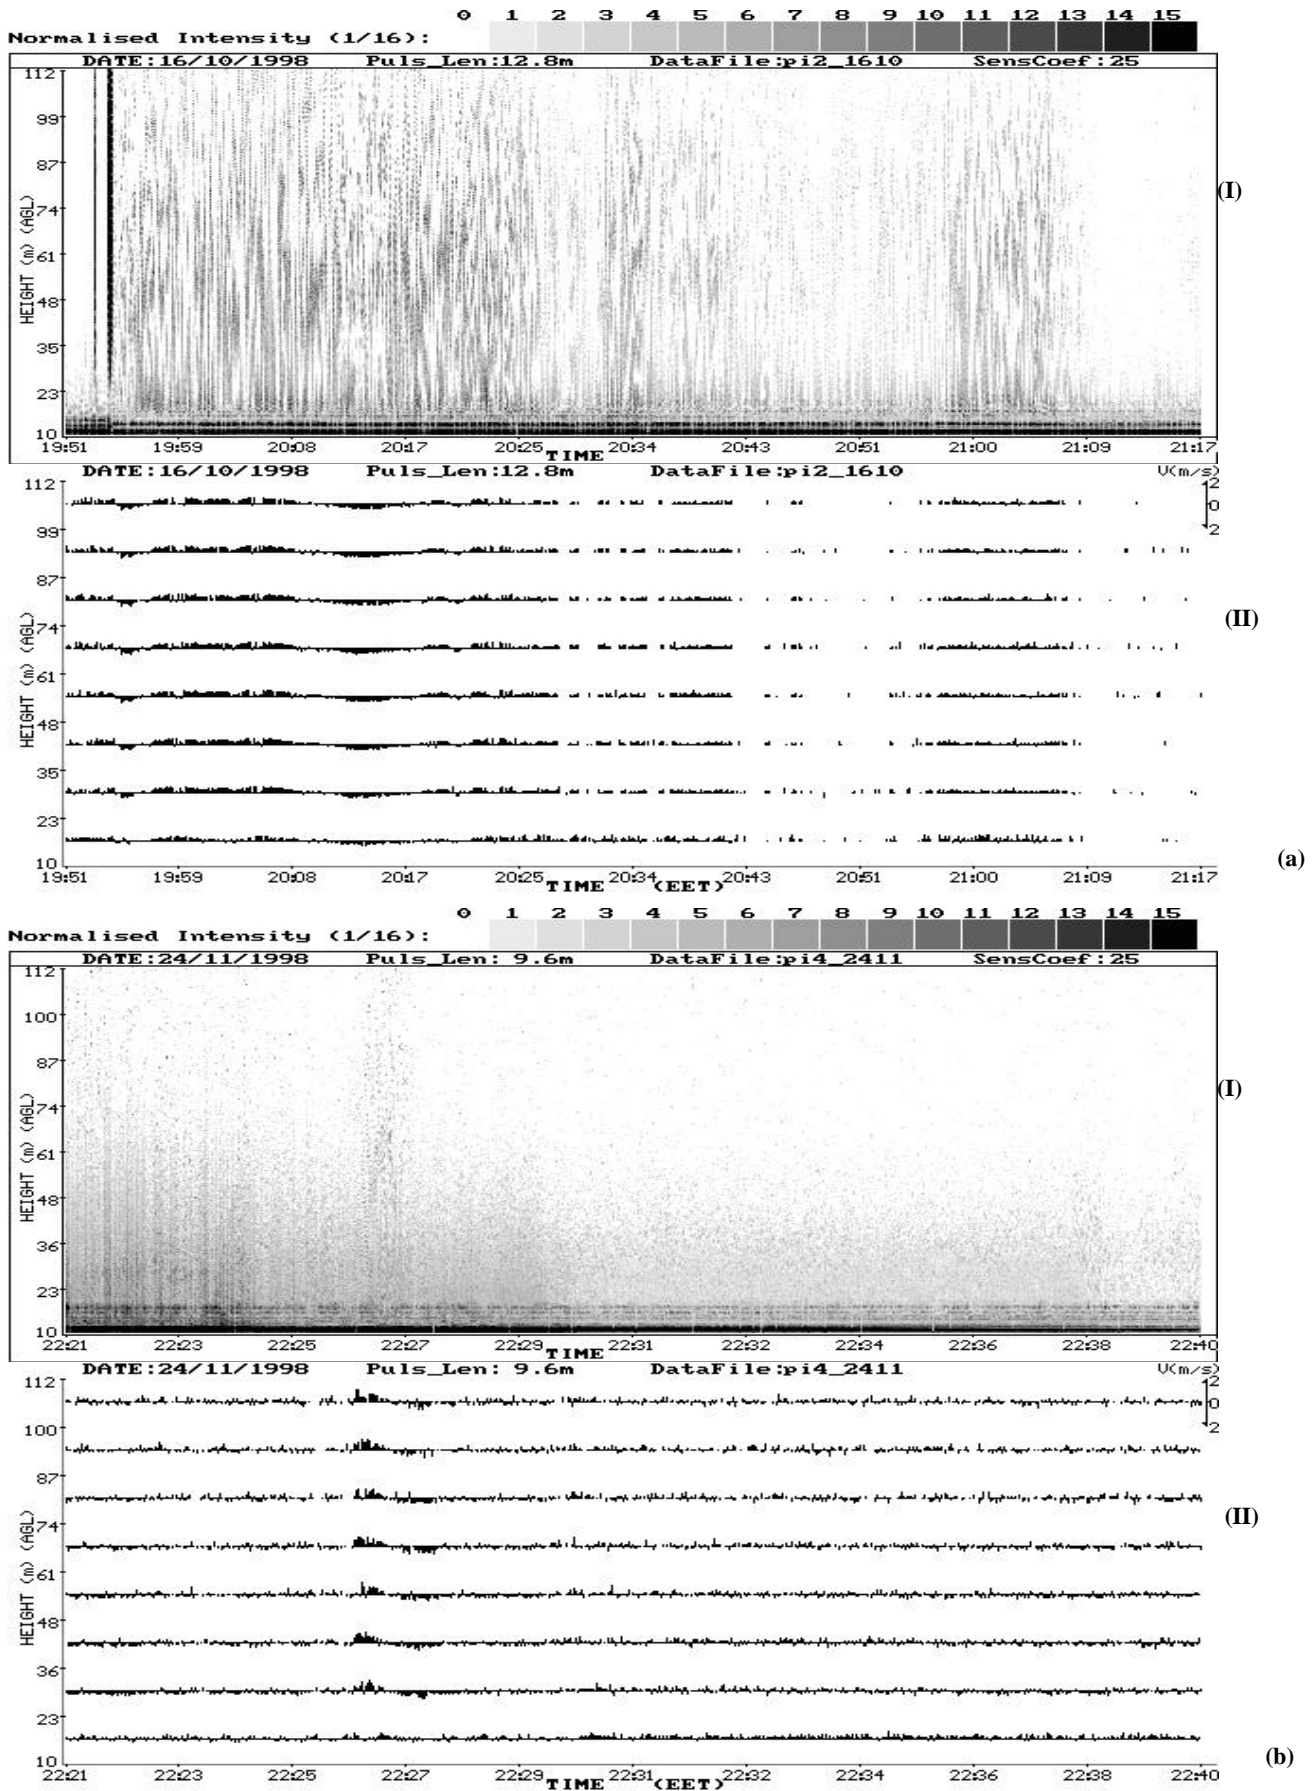 0 1 2 3 4 5 6 7 8 9 10 11 12 13 14 15
Normalised Intensity (1/16):
DATE:16/10/1998 Puls_Len:12.8m DataFile:pi2_1610 SensCoef:25
112
99
87
(I)
74
61
48
35
23
10
HEIGHT (m) (AGL)
19:51 19:59 20:08 20:17 20:25 20:34 20:43 20:51 21:00 21:09 21:17
TIME
DATE:16/10/1998 Puls_Len:12.8m DataFile:pi2_1610 V(m/s)
112
2
0
2
99
87
74
(II)
61
48
35
23
10
HEIGHT (m) (AGL)
(a)
19:51 19:59 20:08 20:17 20:25 20:34 20:43 20:51 21:00 21:09 21:17
TIME (EET)
0 1 2 3 4 5 6 7 8 9 10 11 12 13 14 15
Normalised Intensity (1/16):
DATE:24/11/1998 Puls_Len: 9.6m DataFile:pi4_2411 SensCoef:25
112
100
87
(I)
74
61
48
36
23
10
HEIGHT (m) (AGL)
22:21 22:23 22:25 22:27 22:29 22:31 22:32 22:34 22:36 22:38 22:40
TIME
DATE:24/11/1998 Puls_Len: 9.6m DataFile:pi4_2411 V(m/s)
112
2
0
2
100
87
74
(II)
61
48
36
23
10
HEIGHT (m) (AGL)
(b)
22:21 22:23 22:25 22:27 22:29 22:31 22:32 22:34 22:36 22:38 22:40
TIME (EET)